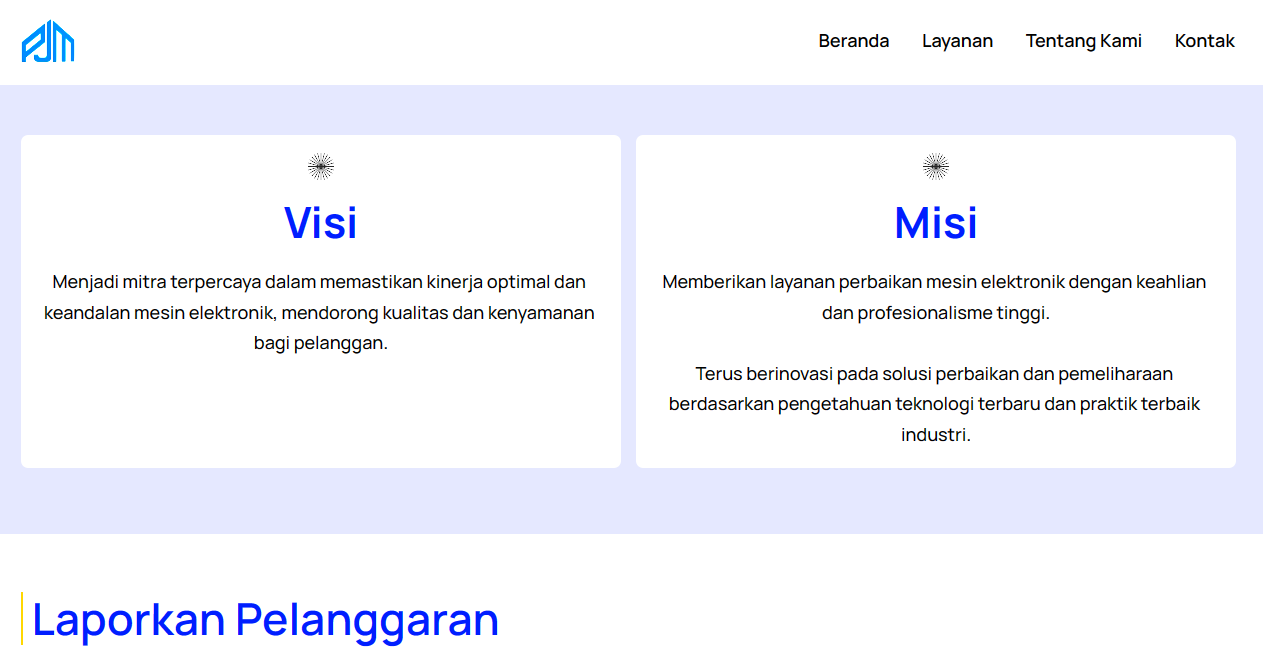 PJM
Beranda Layanan Tentang Kami Kontak
Visi
Menjadi mitra terpercaya dalam memastikan kinerja optimal dan
keandalan mesin elektronik, mendorong kualitas dan kenyamanan
bagi pelanggan.
Misi
Memberikan layanan perbaikan mesin elektronik dengan keahlian
dan profesionalisme tinggi.
Terus berinovasi pada solusi perbaikan dan pemeliharaan
berdasarkan pengetahuan teknologi terbaru dan praktik terbaik
industri.
Laporkan Pelanggaran